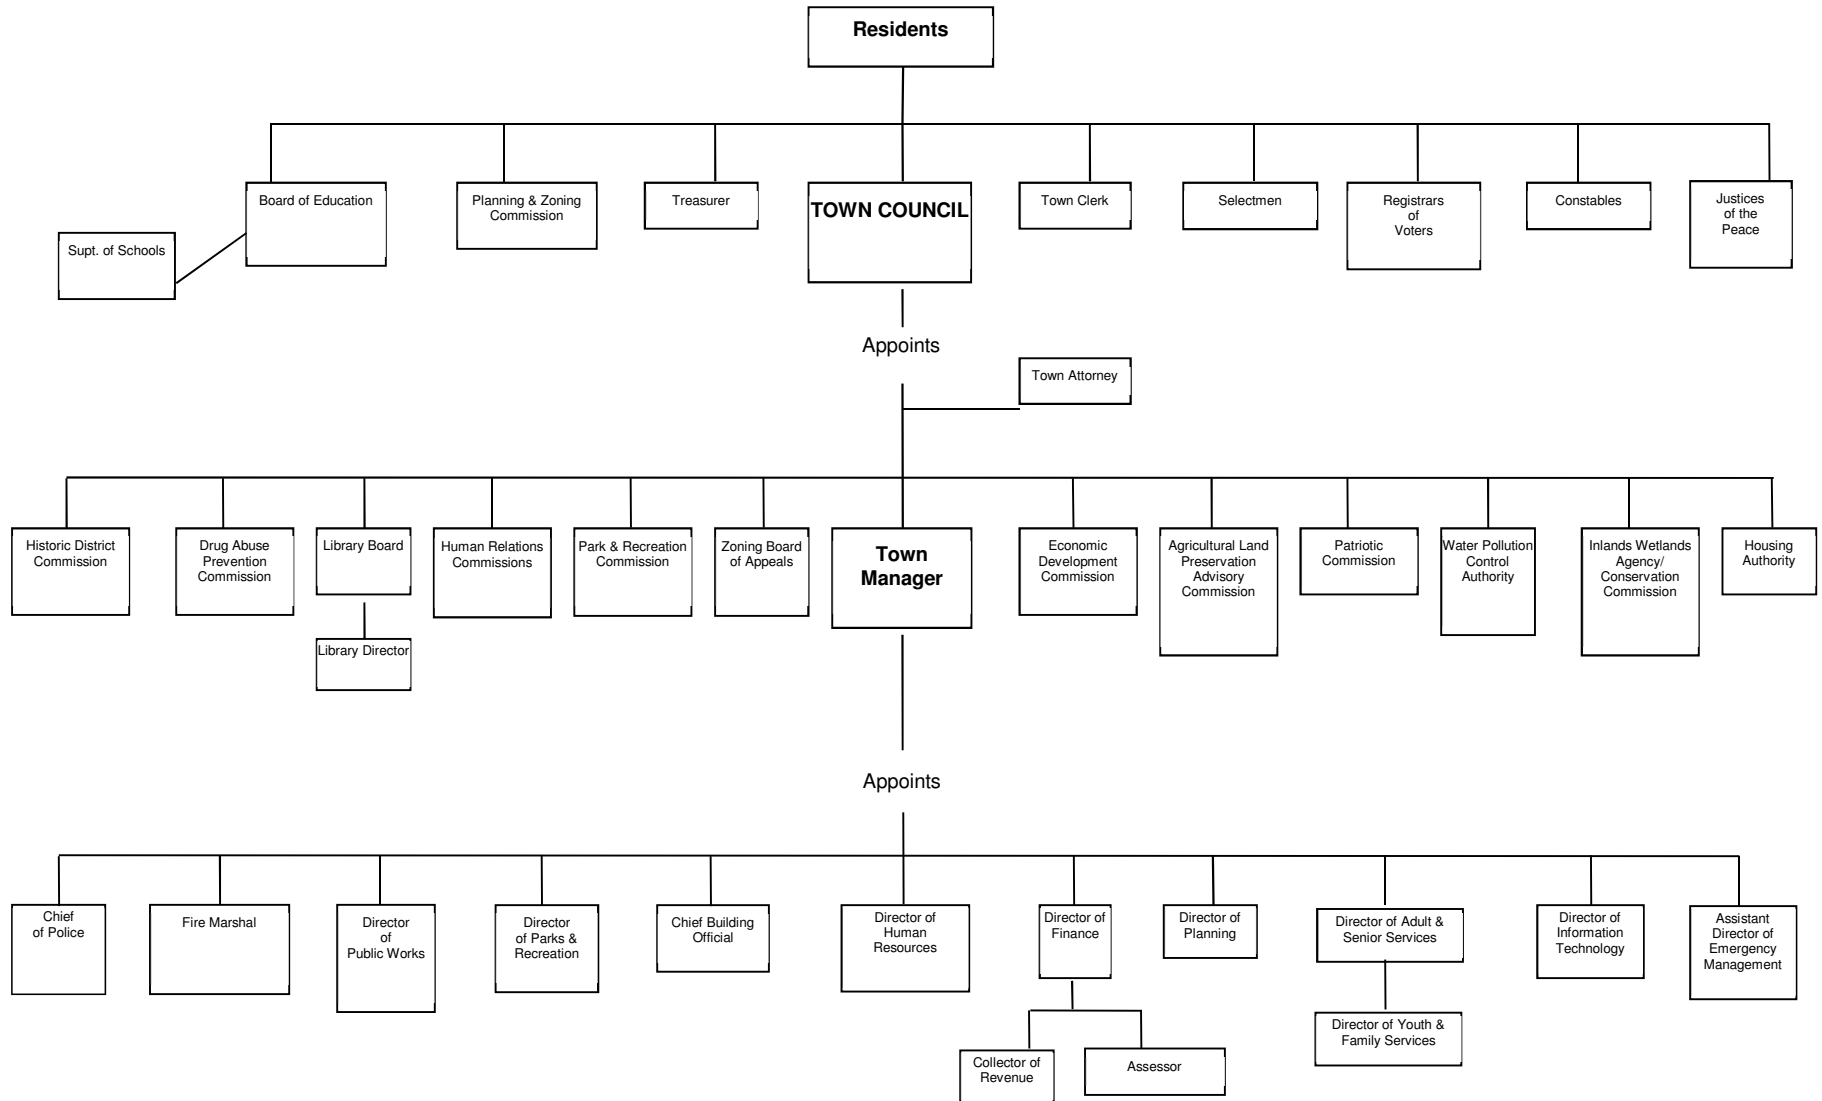 Residents
Board of Education
Planning & Zoning
Commission
Treasurer
TOWN COUNCIL
Town Clerk
Selectmen
Registrars
of
Voters
Constables
Justices
of the
Peace
Supt. of Schools
Appoints
Town Attorney
Historic District
Commission
Drug Abuse
Prevention
Commission
Library Board
Human Relations
Commissions
Park & Recreation
Commission
Zoning Board
of Appeals
Town
Manager
Economic
Development
Commission
Agricultural Land
Preservation
Advisory
Commission
Patriotic
Commission
Water Pollution
Control
Authority
Inlands Wetlands
Agency/
Conservation
Commission
Housing
Authority
Library Director
Appoints
Chief
of Police
Fire Marshal
Director
of
Public Works
Director
of Parks &
Recreation
Chief Building
Official
Director of
Human
Resources
Director of
Finance
Director of
Planning
Director of Adult &
Senior Services
Director of
Information
Technology
Assistant
Director of
Emergency
Management
Director of Youth &
Family Services
Collector of
Revenue
Assessor